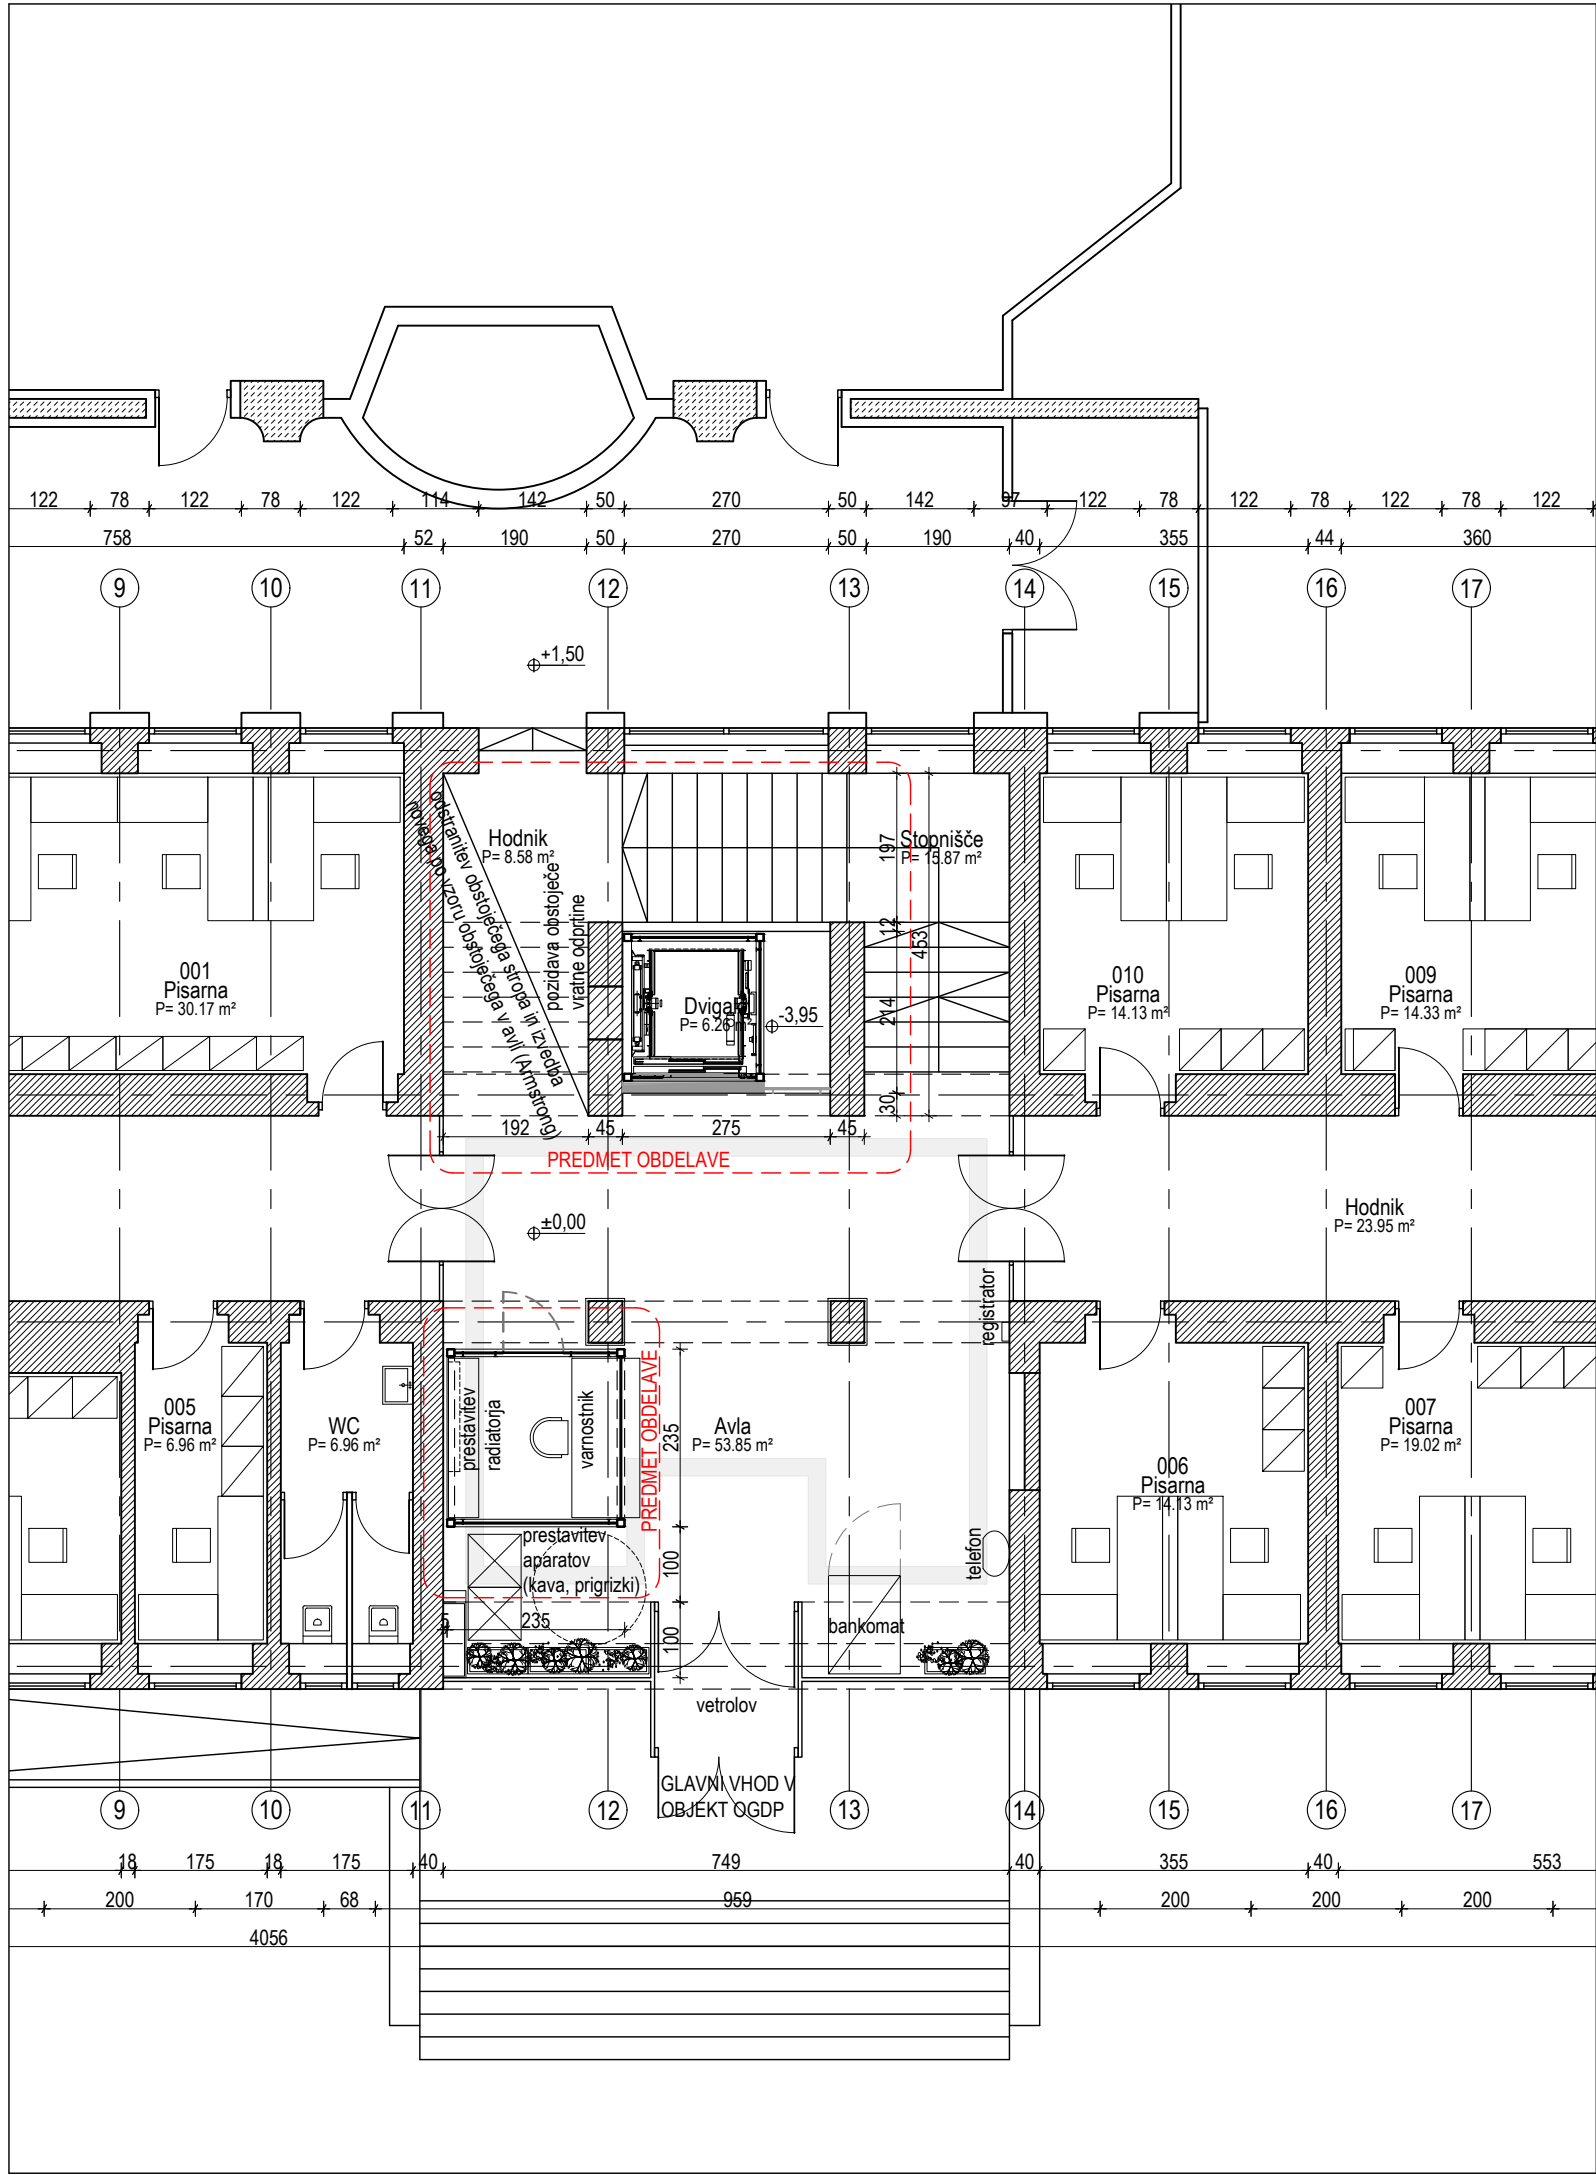 122 78 122 78 122 114 142 50 270 50 142 97 122 78 122 78 122 78 122
758 52 190 50 270 50 190 40 355 44 360
9 10 11 12 13 14 15 16 17
+1,50
odstranitev obstoječega stropa in izvedba
novega po vzoru obstoječega v avli (Armstrong)
Hodnik
P= 8.58 m²
pozidava obstoječe
vratne odprtine
Stopnišče
P= 15.87 m²
197
12
453
214
30
001
Pisarna
P= 30.17 m²
Dvigalo
P= 6.26 m²
-3,95
010
Pisarna
P= 14.13 m²
009
Pisarna
P= 14.33 m²
192 45 275 45
PREDMET OBDELAVE
±0,00
Hodnik
P= 23.95 m²
registrator
005
Pisarna
P= 6.96 m²
WC
P= 6.96 m²
prestavitev
radiatorja
varnostnik
PREDMET OBDELAVE
235
100
100
Avla
P= 53.85 m²
006
Pisarna
P= 14.13 m²
007
Pisarna
P= 19.02 m²
prestavitev
aparatov
(kava, prigrizki)
telefon
5 235
bankomat
vetrolov
GLAVNI VHOD V
OBJEKT OGDP
9 10 11 12 13 14 15 16 17
18 175 18 175 40 749 40 355 40 553
200 170 68 959 200 200 200
4056